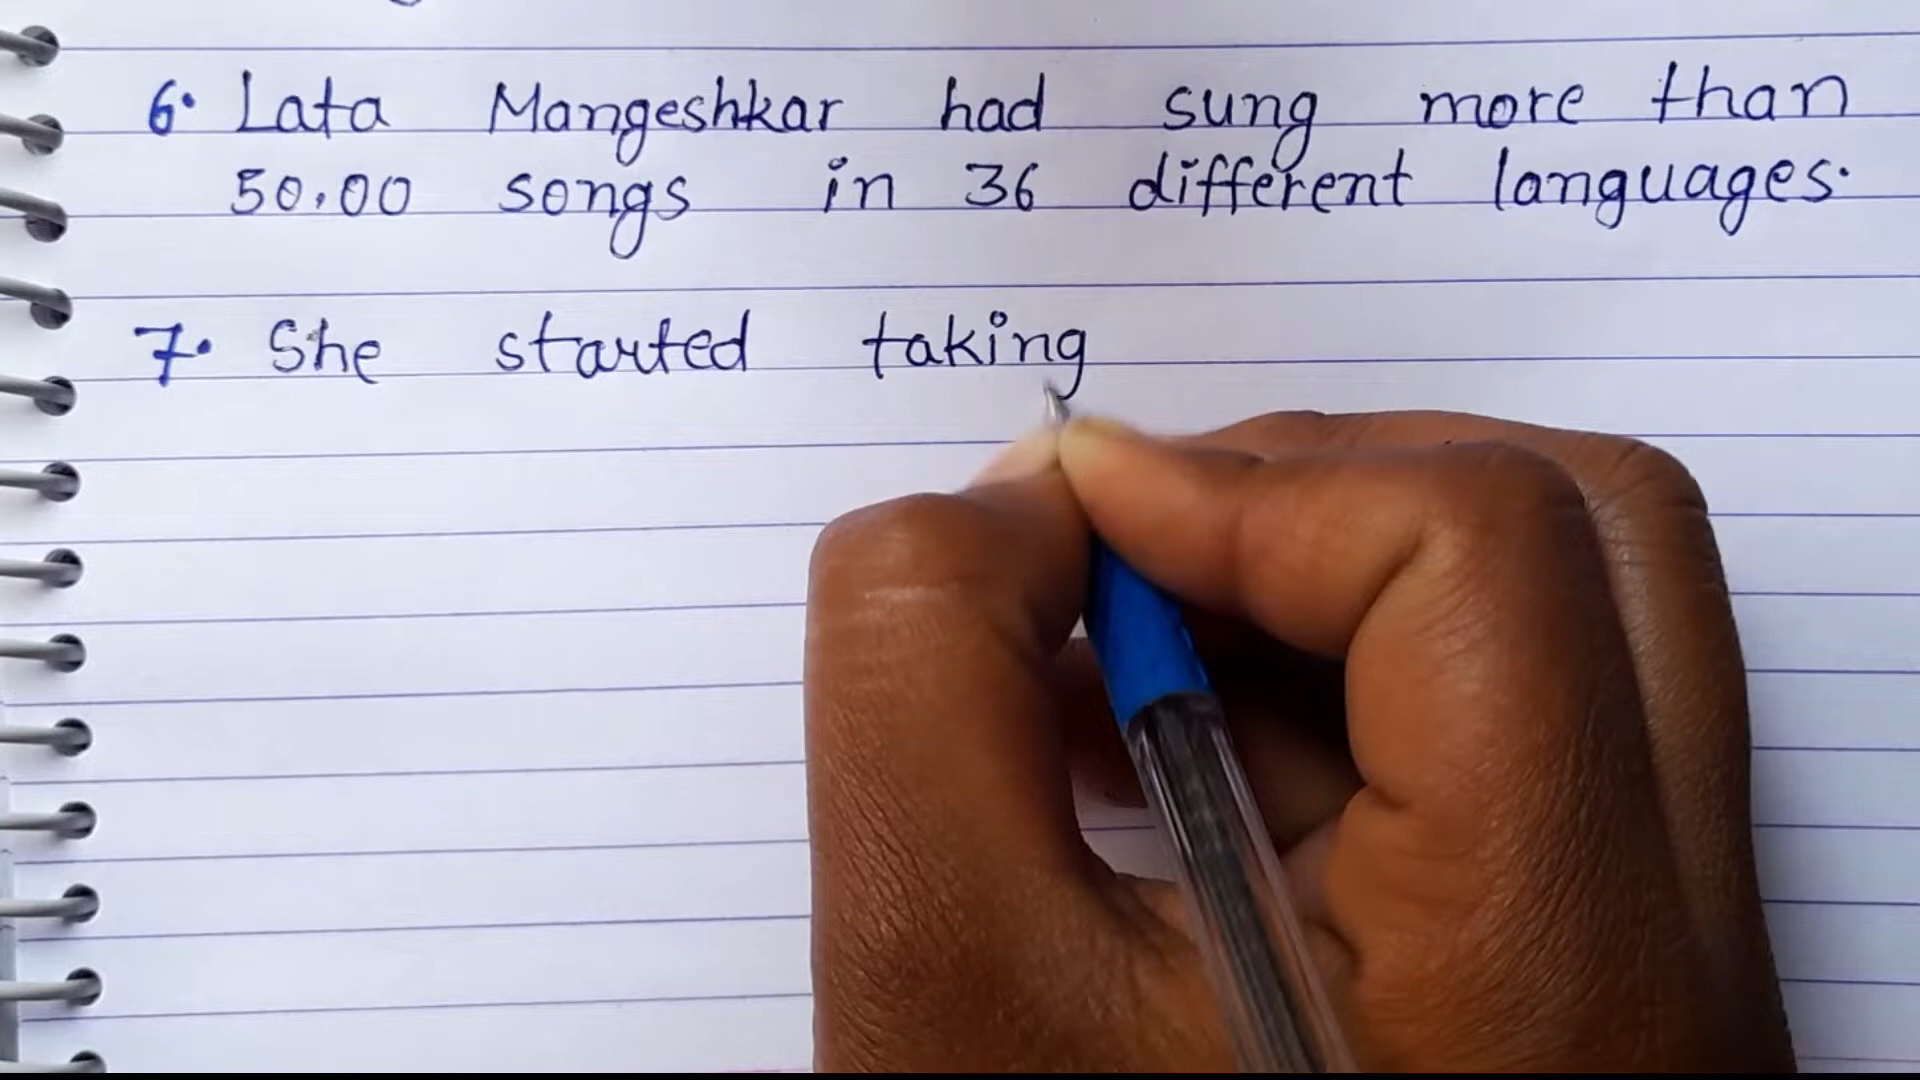 6. Lata Mangeshkar had sung more than
50.00 songs in 36 different languages.
7. She started taking